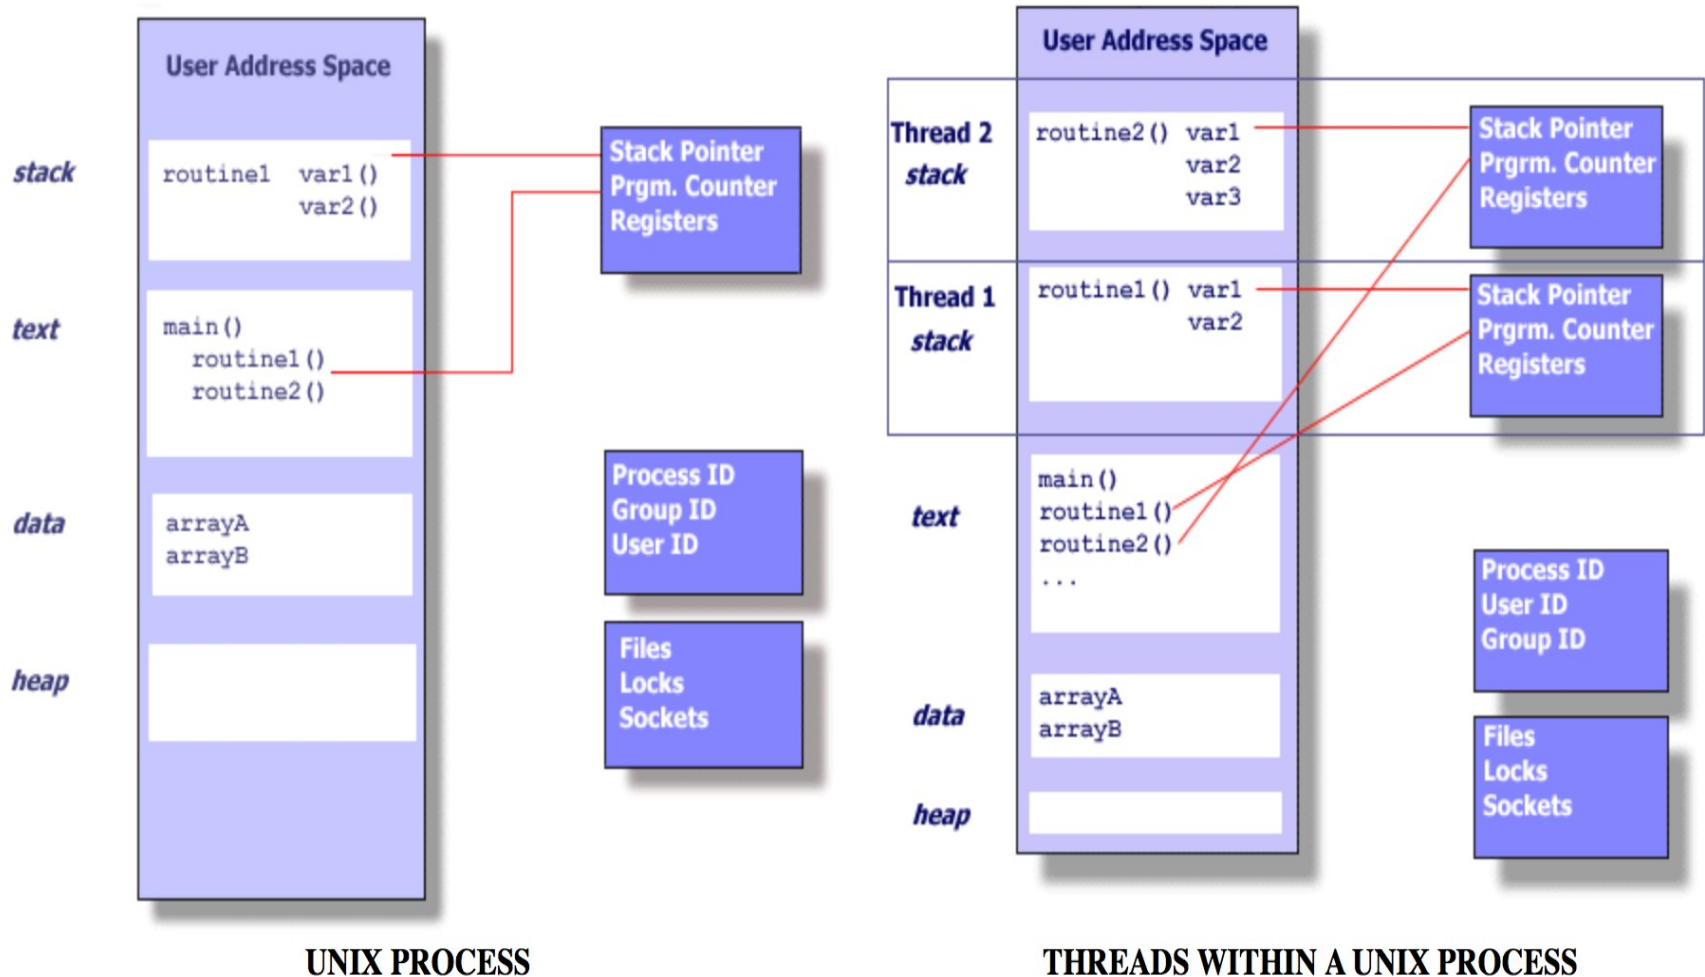 User Address Space
stack
routine1 var1()
var2()
Stack Pointer
Prgm. Counter
Registers
text
main()
routine1()
routine2()
data
arrayA
arrayB
Process ID
Group ID
User ID
heap
Files
Locks
Sockets
UNIX PROCESS
User Address Space
Thread 2
stack
routine2() var1
var2
var3
Stack Pointer
Prgrm. Counter
Registers
Thread 1
stack
routine1() var1
var2
Stack Pointer
Prgrm. Counter
Registers
text
main()
routine1()
routine2()
...
Process ID
User ID
Group ID
data
arrayA
arrayB
Files
Locks
Sockets
heap
THREADS WITHIN A UNIX PROCESS